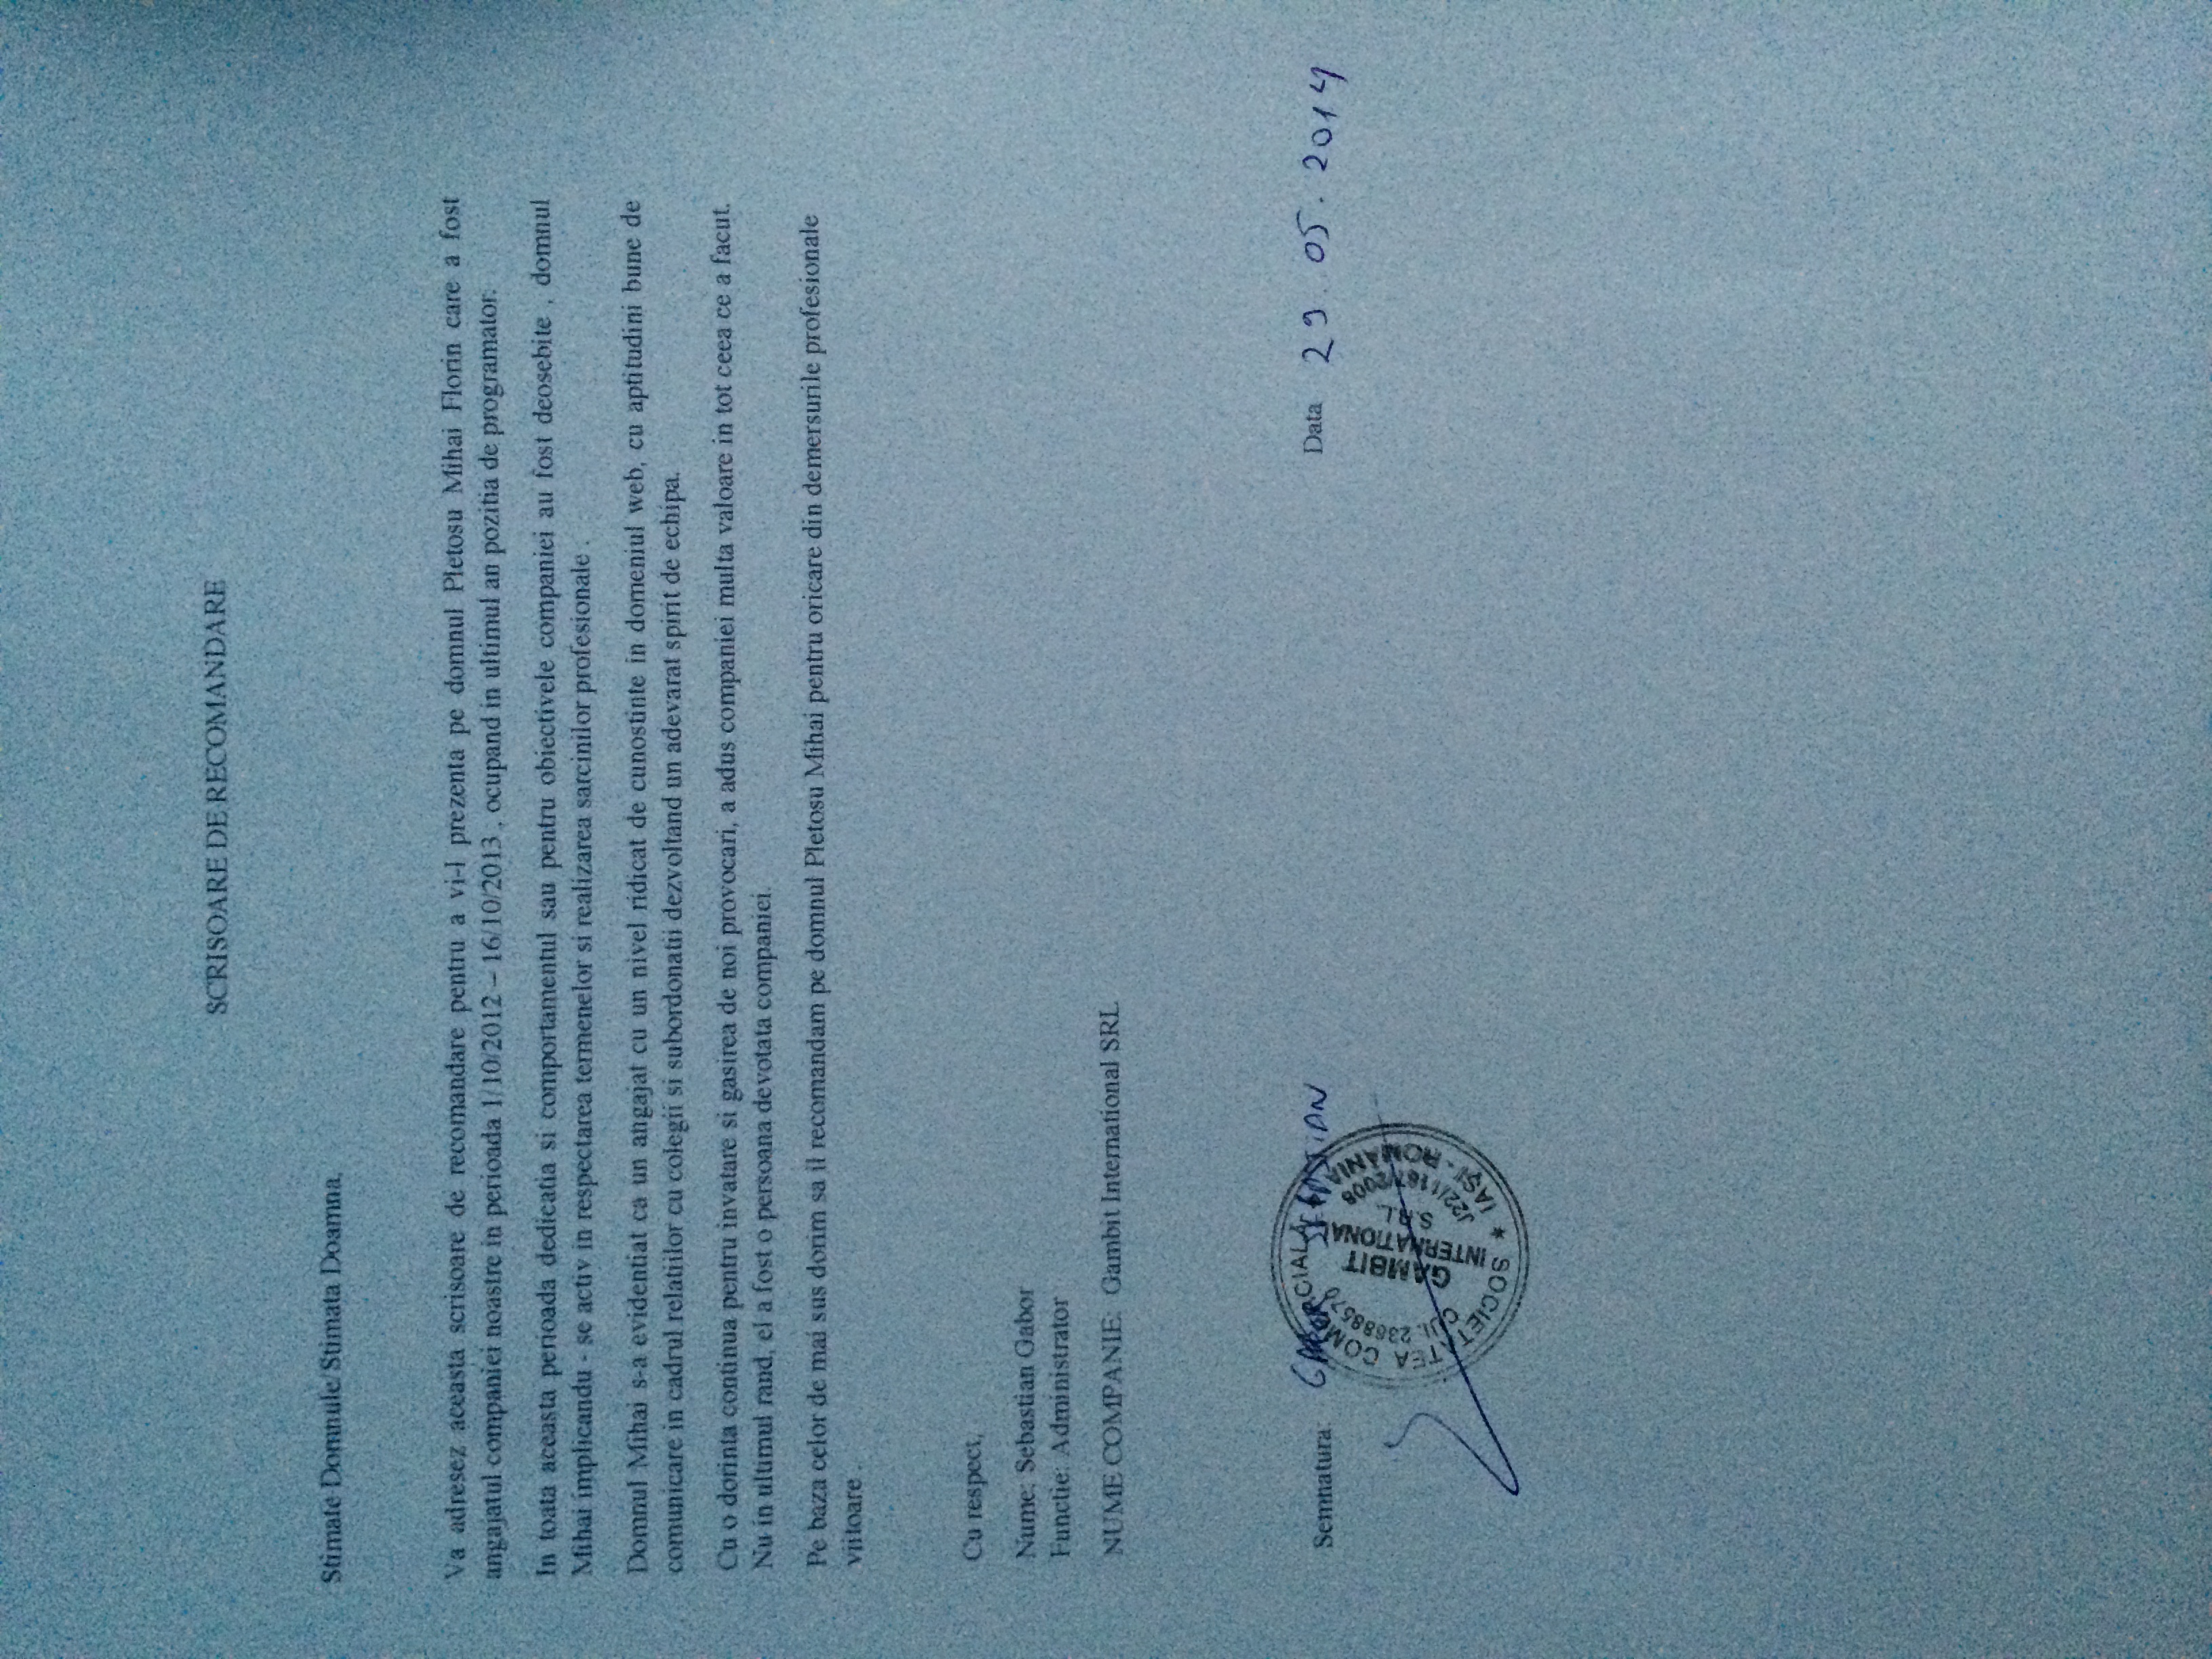 SCRISOARE DE RECOMANDARE
Stimate Domnule/Stimata Doamna,
Va adresez aceasta scrisoare de recomandare pentru a vi-l prezenta pe domnul Pletosu Mihai Florin care a fost
angajatul companiei noastre in perioada 1/10/2012 – 16/10/2013 , ocupand in ultimul an pozitia de programator.
In toata aceasta perioada dedicatia si comportamentul sau pentru obiectivele companiei au fost deosebite , domnul
Mihai implicandu - se activ in respectarea termenelor si realizarea sarcinilor profesionale .
Domnul Mihai s-a evidentiat ca un angajat cu un nivel ridicat de cunostinte in domeniul web, cu aptitudini bune de
comunicare in cadrul relatiilor cu colegii si subordonatii dezvoltand un adevarat spirit de echipa.
Cu o dorinta continua pentru invatare si gasirea de noi provocari, a adus companiei multa valoare in tot ceea ce a facut.
Nu in ultimul rand, el a fost o persoana devotata companiei.
Pe baza celor de mai sus dorim sa il recomandam pe domnul Pletosu Mihai pentru oricare din demersurile profesionale
viitoare .
Cu respect,
Nume: Sebastian Gabor
Functie: Administrator
NUME COMPANIE: Gambit International SRL
Semnatura: GABOR SEBASTIAN
Data 29.05.2014
SOCIETATEA COMERCIALĂ
GAMBIT
INTERNATIONAL
S.R.L.
IAŞI - ROMANIA